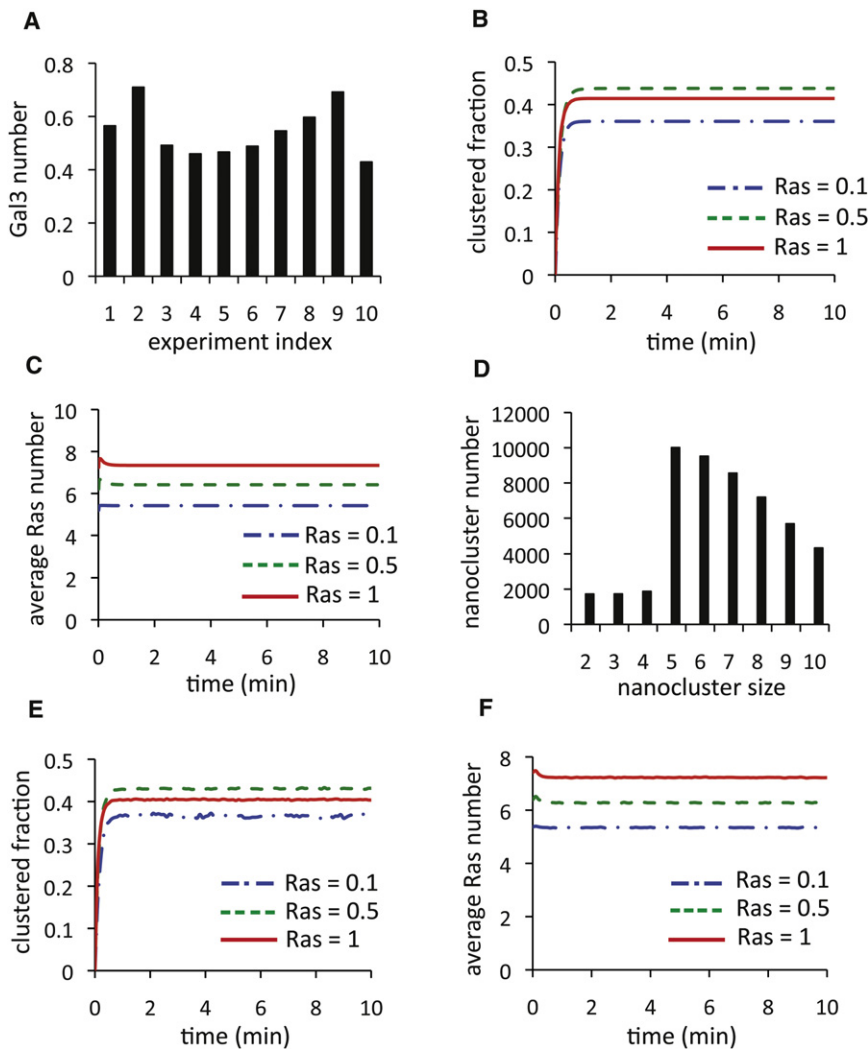 A
Gal3 number
0.8
0.6
0.4
0.2
0
1 2 3 4 5 6 7 8 9 10
experiment index
B
clustered fraction
0.5
0.4
0.3
0.2
0.1
0
Ras = 0.1
Ras = 0.5
Ras = 1
0 2 4 6 8 10
time (min)
C
average Ras number
10
8
6
4
2
0
Ras = 0.1
Ras = 0.5
Ras = 1
0 2 4 6 8 10
time (min)
D
nanocluster number
12000
10000
8000
6000
4000
2000
0
2 3 4 5 6 7 8 9 10
nanocluster size
E
clustered fraction
0.5
0.4
0.3
0.2
0.1
0
Ras = 0.1
Ras = 0.5
Ras = 1
0 2 4 6 8 10
time (min)
F
average Ras number
8
6
4
2
0
Ras = 0.1
Ras = 0.5
Ras = 1
0 2 4 6 8 10
time (min)